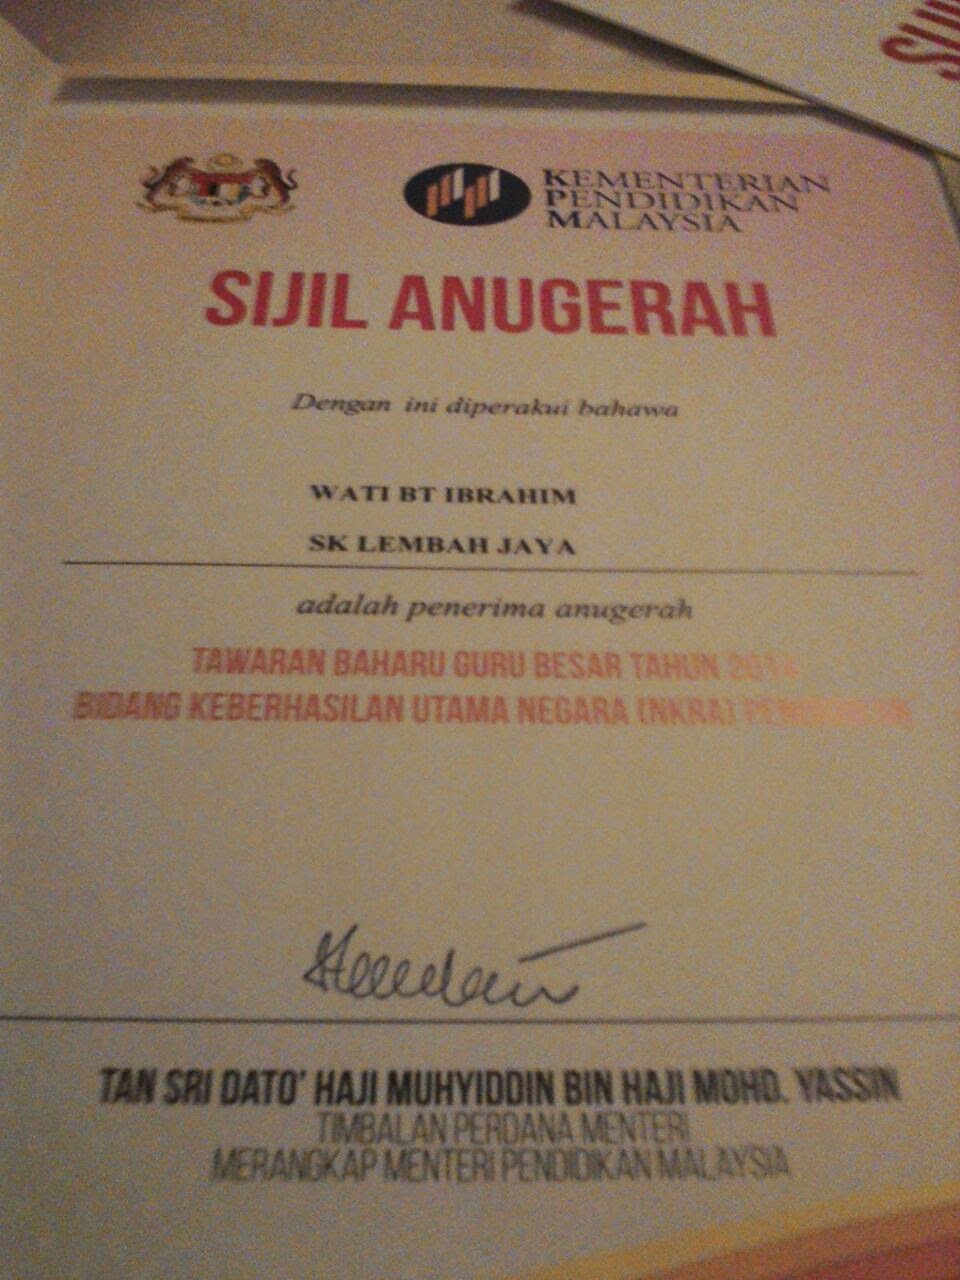 SIJ
KEMENTERIAN
PENDIDIKAN
MALAYSIA
SIJIL ANUGERAH
Dengan ini diperakui bahawa
WATI BT IBRAHIM
SK LEMBAH JAYA
adalah penerima anugerah
TAWARAN BAHARU GURU BESAR TAHUN
BIDANG KEBERHASILAN UTAMA NEGARA (NKRA) PENDIDIKAN
TAN SRI DATO' HAJI MUHYIDDIN BIN HAJI MOHD. YASSIN
TIMBALAN PERDANA MENTERI
MERANGKAP MENTERI PENDIDIKAN MALAYSIA